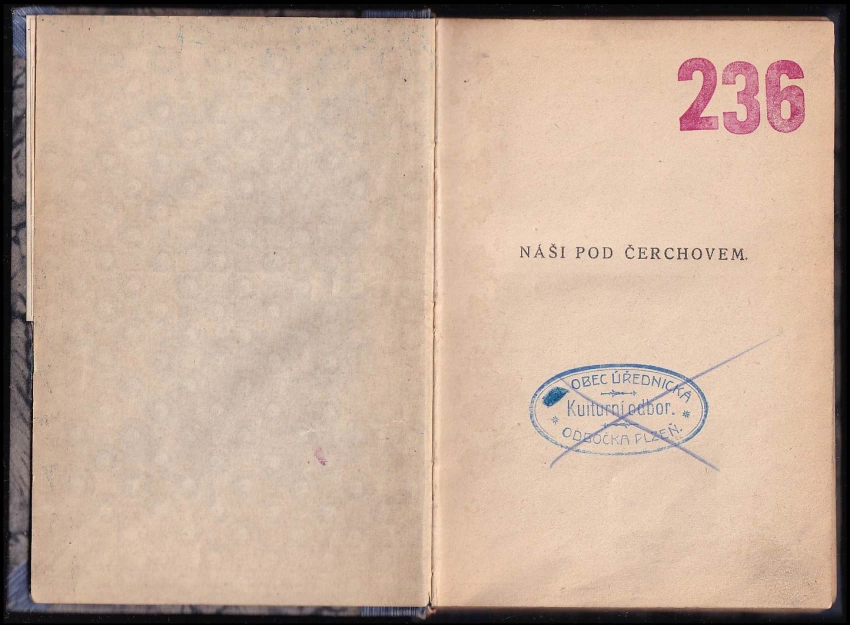 236
NÁŠI POD ČERCHOVEM.
OBEC ÚŘEDNICKÁ
Kulturní odbor.
ODBOČKA PLZEŇ.